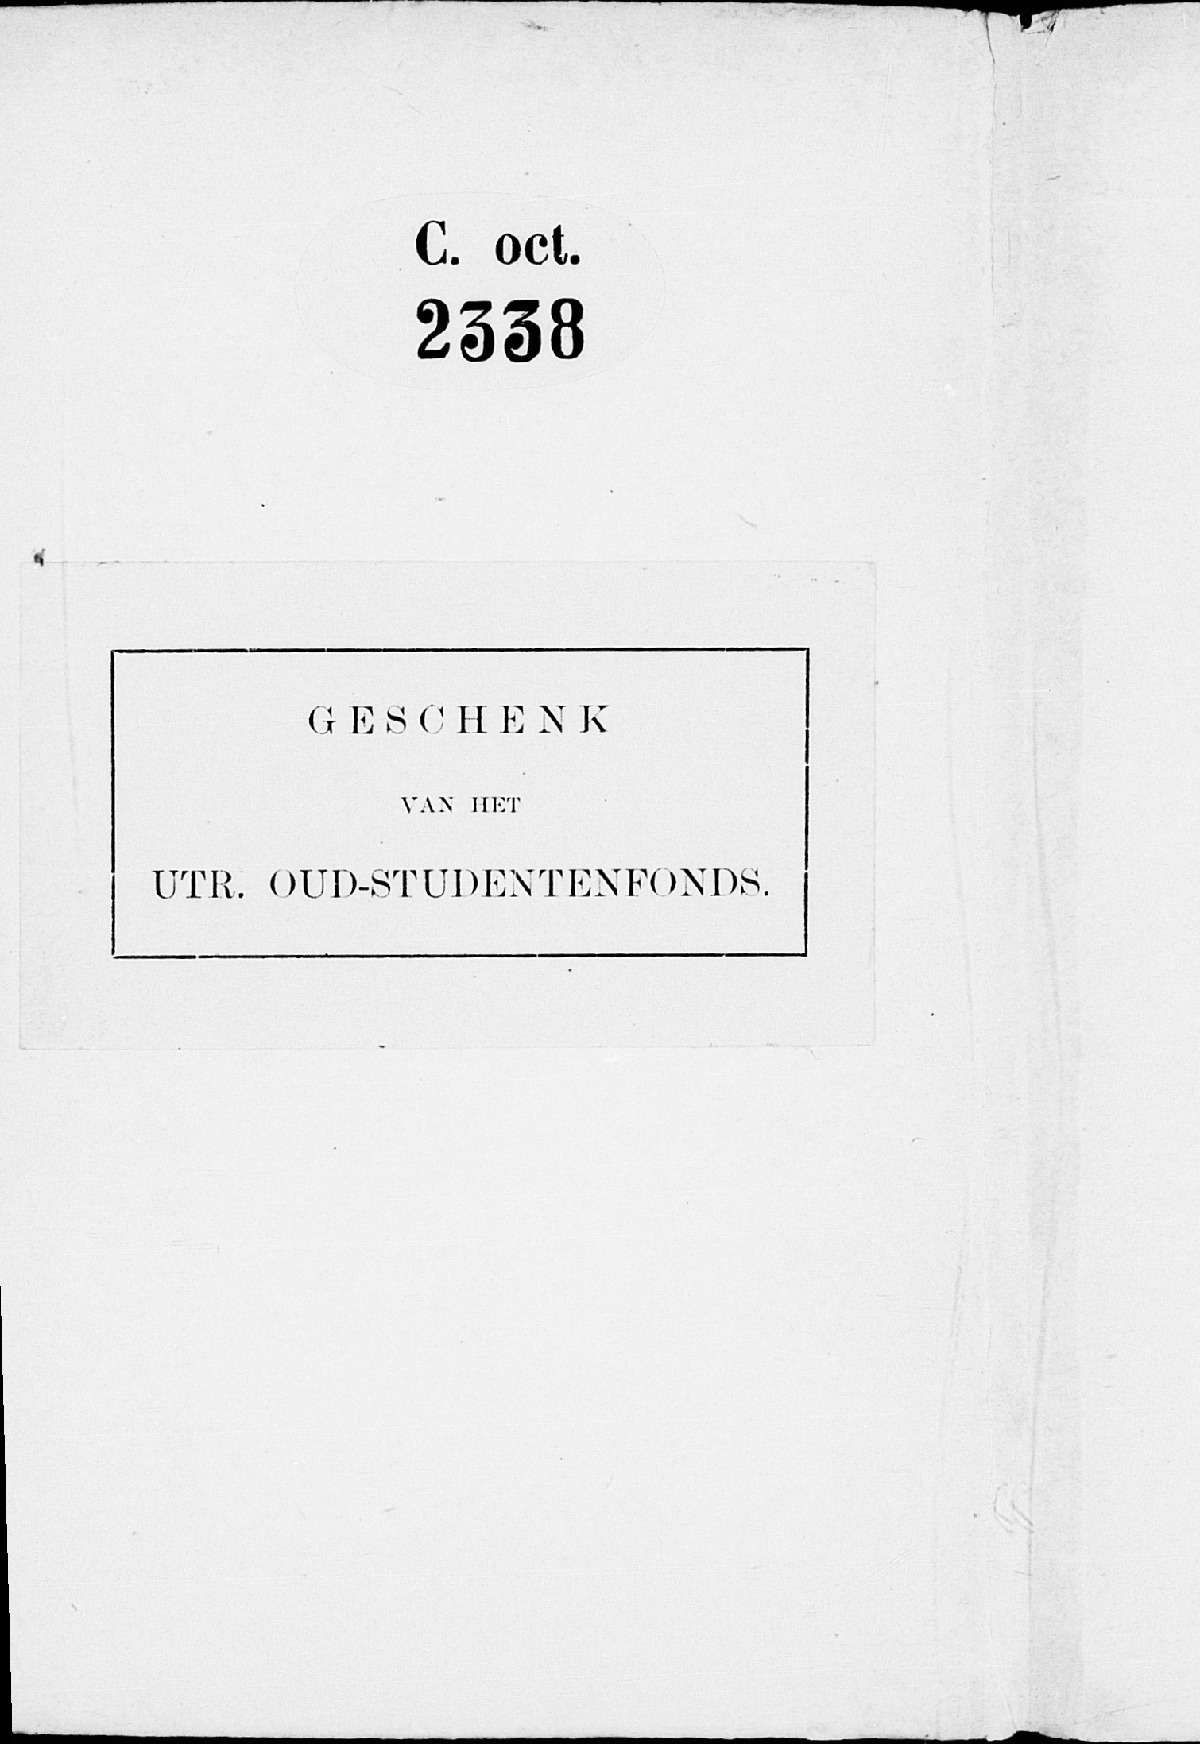 C. oct.
2338
GESCHENK
VAN HET
UTR. OUD-STUDENTENFONDS.